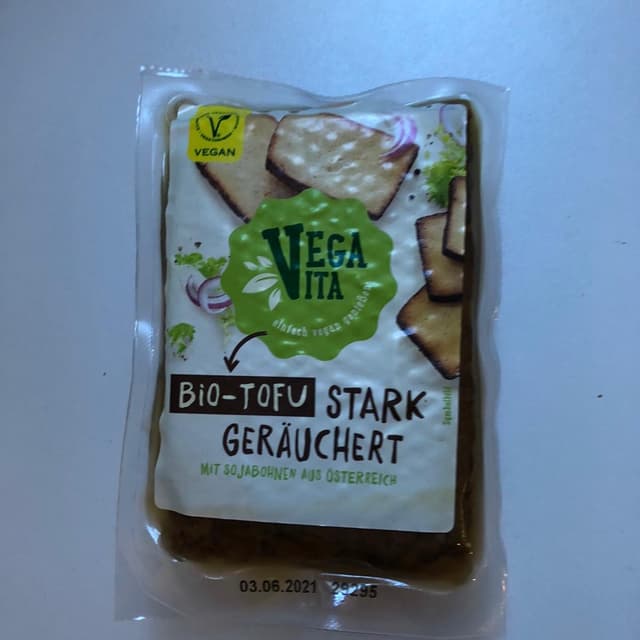 VEGAN
VEGA
VITA
einfach vegan genießen
BIO-TOFU STARK
GERÄUCHERT
MIT SOJABOHNEN AUS ÖSTERREICH
03.06.2021 29295